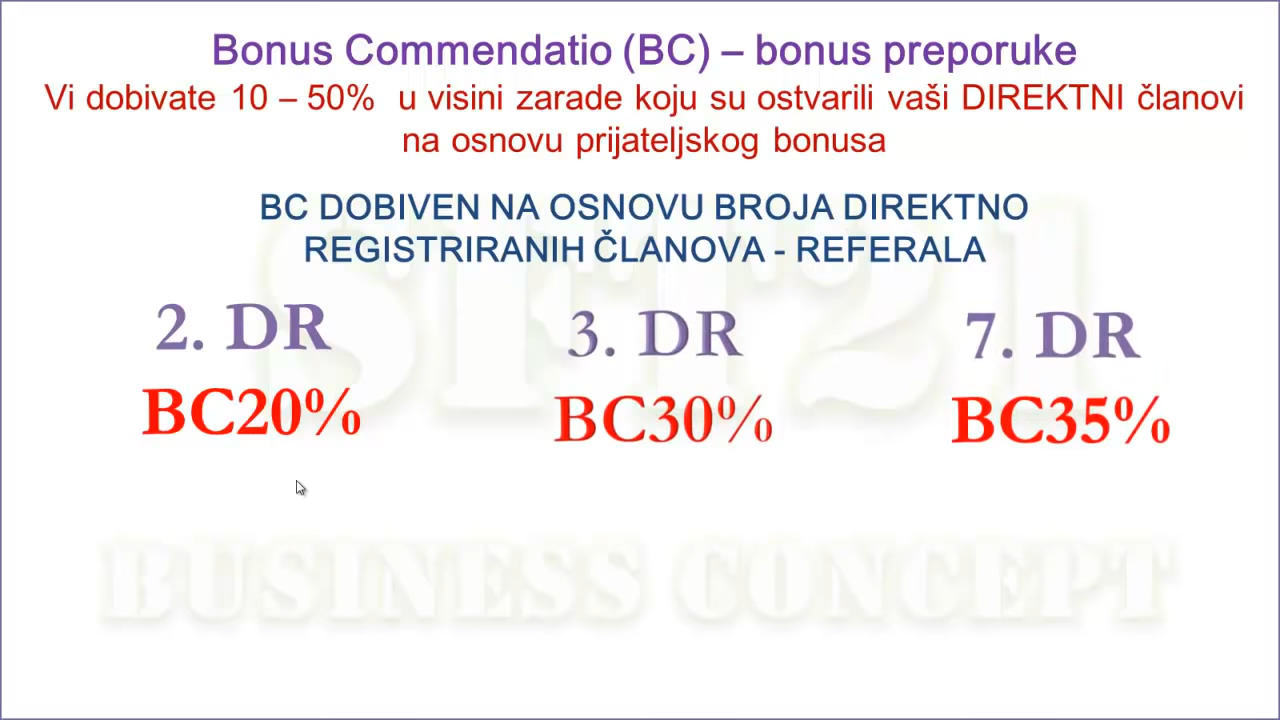 Bonus Commendatio (BC) – bonus preporuke
Vi dobivate 10 – 50% u visini zarade koju su ostvarili vaši DIREKTNI članovi
na osnovu prijateljskog bonusa
BC DOBIVEN NA OSNOVU BROJA DIREKTNO
REGISTRIRANIH ČLANOVA - REFERALA
2. DR 3. DR 7. DR
BC20% BC30% BC35%
BUSINESS CONCEPT